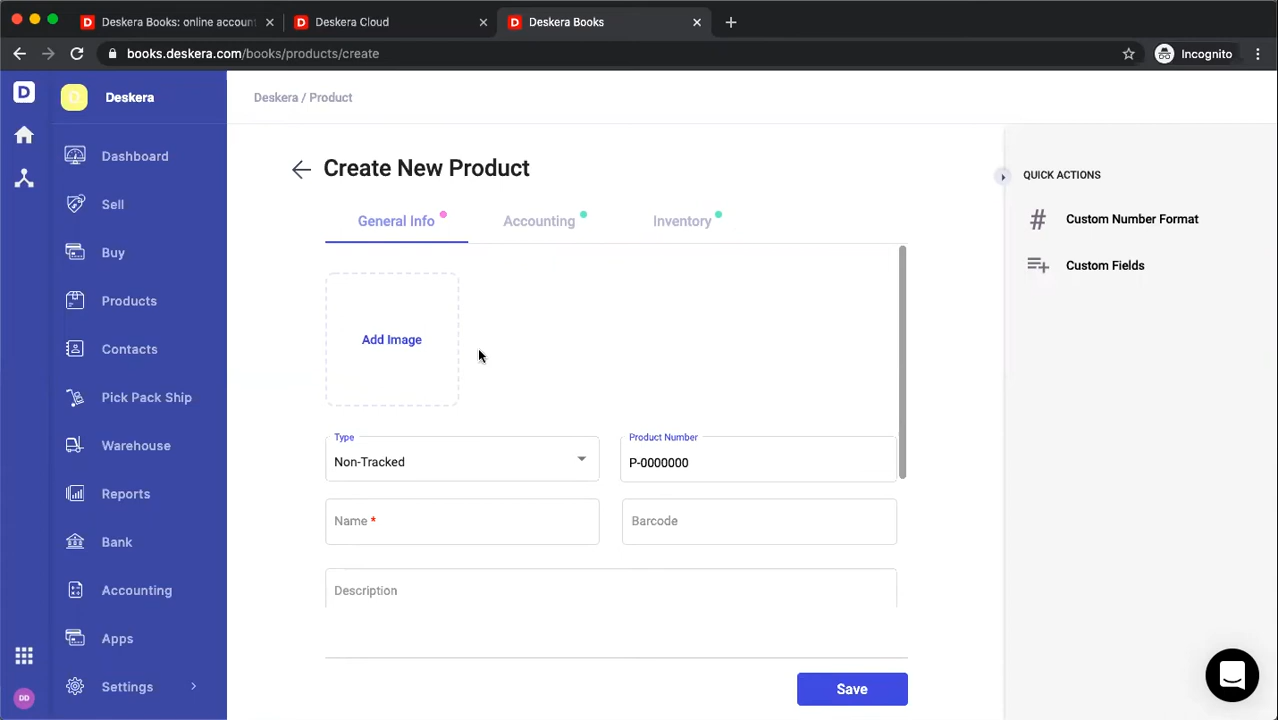 Deskera Books: online account
Deskera Cloud
Deskera Books
books.deskera.com/books/products/create
Incognito
D
D
Deskera
Deskera / Product
Dashboard
Sell
Buy
Products
Contacts
Pick Pack Ship
Warehouse
Reports
Bank
Accounting
Apps
Settings
DD
Create New Product
General Info
Accounting
Inventory
Add Image
Type
Non-Tracked
Product Number
P-0000000
Name *
Barcode
Description
Save
QUICK ACTIONS
# Custom Number Format
Custom Fields